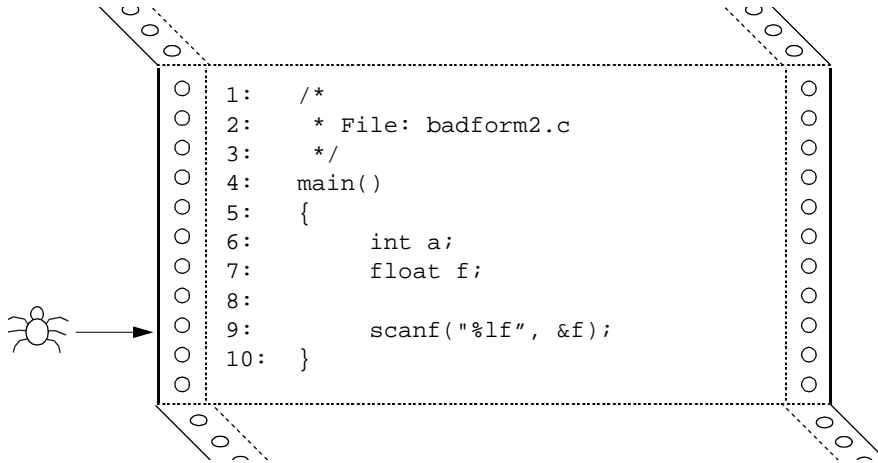 1: /*
2: * File: badform2.c
3: */
4: main()
5: {
6: int a;
7: float f;
8:
9: scanf("%lf”, &f);
10: }